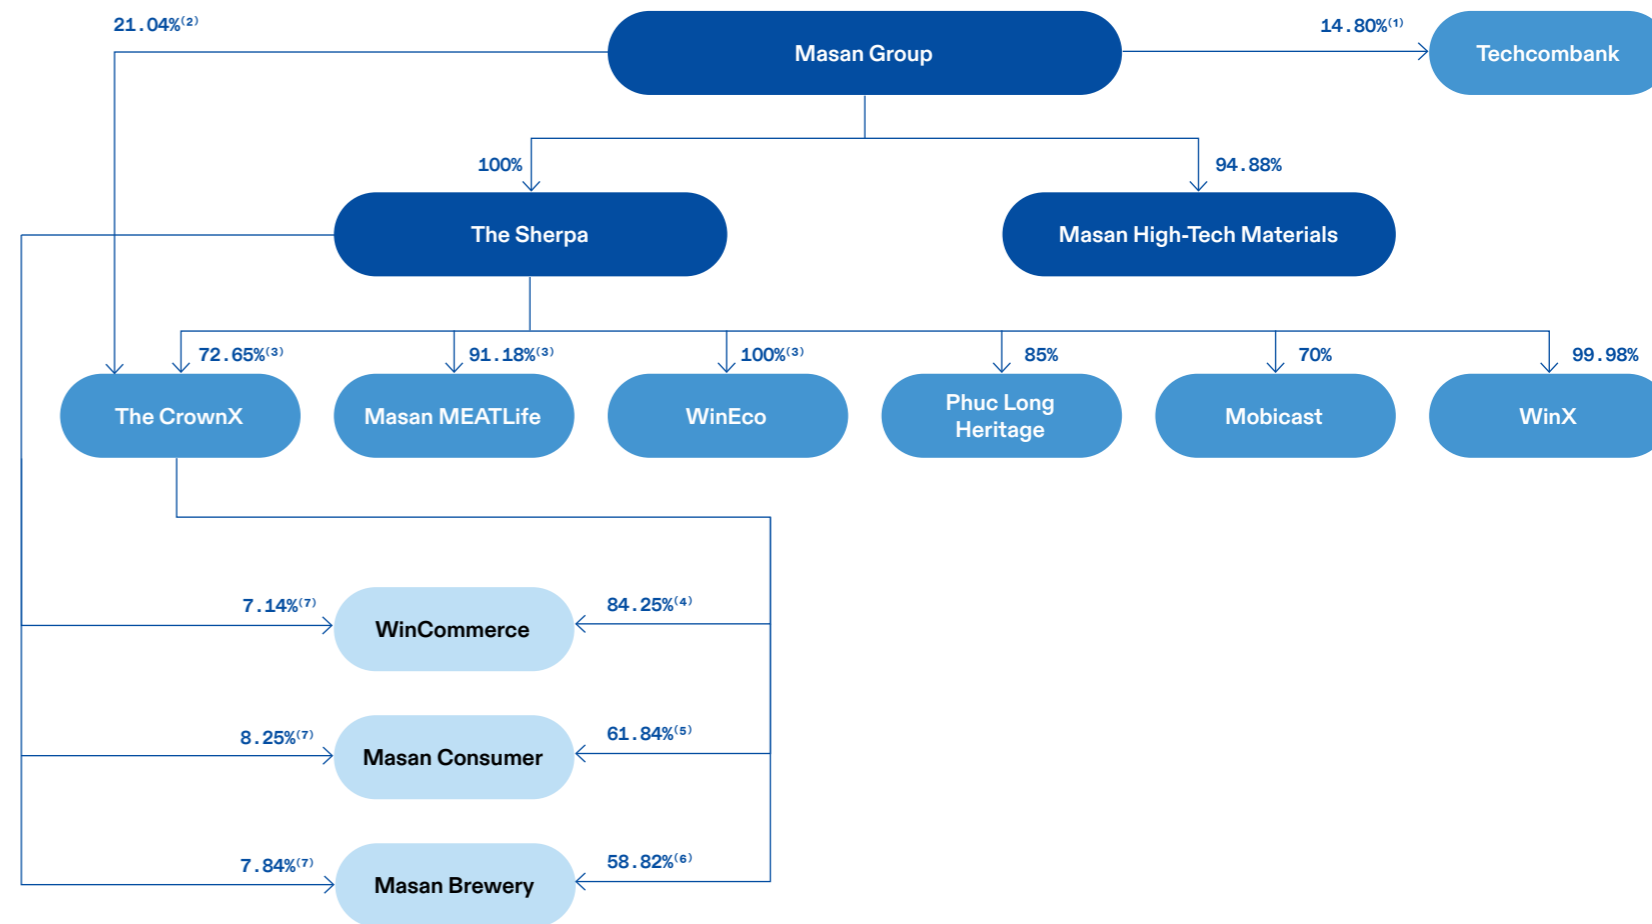 21.04%(2)
Masan Group
14.80%(1)
Techcombank
100%
94.88%
The Sherpa
Masan High-Tech Materials
72.65%(3)
91.18%(3)
100%(3)
85%
70%
99.98%
The CrownX
Masan MEATLife
WinEco
Phuc Long
Heritage
Mobicast
WinX
7.14%(7)
WinCommerce
84.25%(4)
8.25%(7)
Masan Consumer
61.84%(5)
7.84%(7)
Masan Brewery
58.82%(6)